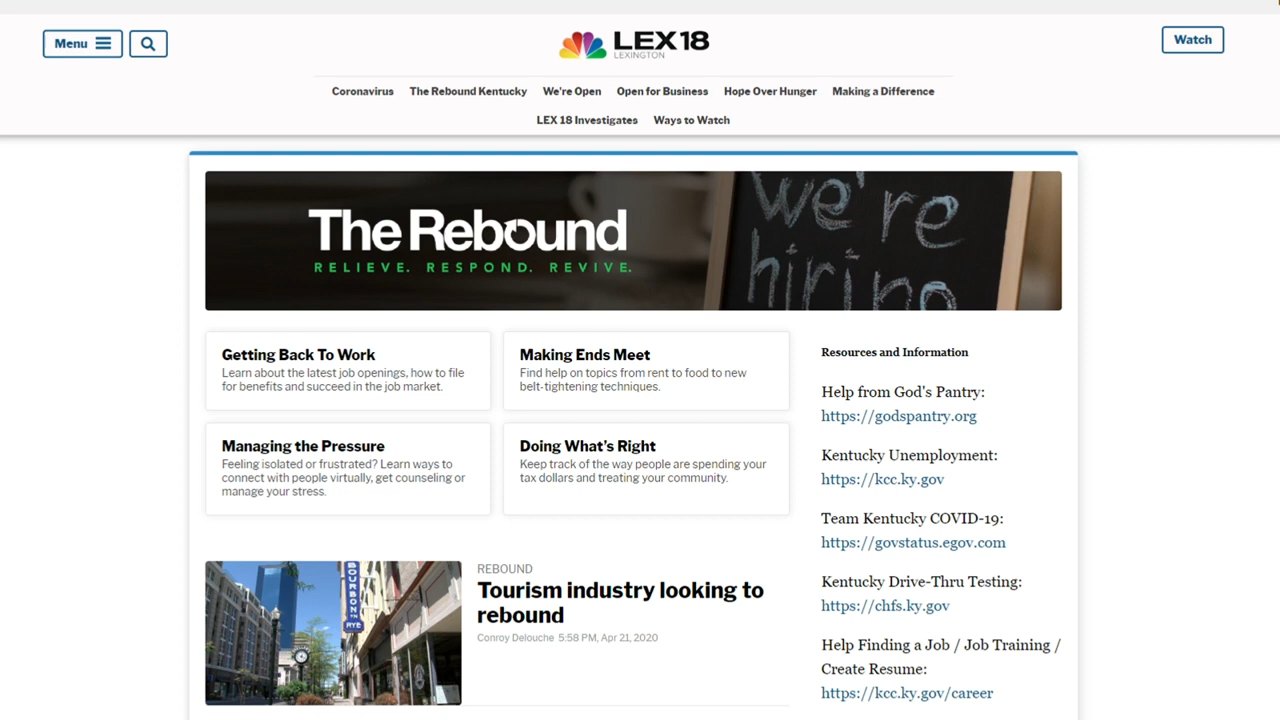 Menu
LEX18
LEXINGTON
Watch
Coronavirus The Rebound Kentucky We're Open Open for Business Hope Over Hunger Making a Difference
LEX 18 Investigates Ways to Watch
The Rebound
RELIEVE. RESPOND. REVIVE.
we're
hiring
Getting Back To Work
Learn about the latest job openings, how to file
for benefits and succeed in the job market.
Making Ends Meet
Find help on topics from rent to food to new
belt-tightening techniques.
Managing the Pressure
Feeling isolated or frustrated? Learn ways to
connect with people virtually, get counseling or
manage your stress.
Doing What's Right
Keep track of the way people are spending your
tax dollars and treating your community.
BOURBON
RYE
REBOUND
Tourism industry looking to
rebound
Conroy Delouche 5:58 PM, Apr 21, 2020
Resources and Information
Help from God's Pantry:
https://godspantry.org
Kentucky Unemployment:
https://kcc.ky.gov
Team Kentucky COVID-19:
https://govstatus.egov.com
Kentucky Drive-Thru Testing:
https://chfs.ky.gov
Help Finding a Job / Job Training /
Create Resume:
https://kcc.ky.gov/career